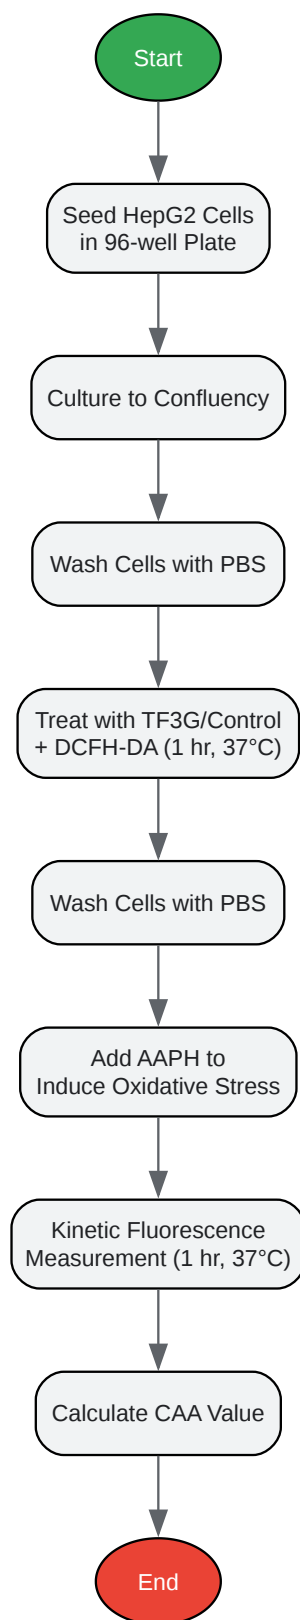 Start
Seed HepG2 Cells
in 96-well Plate
Culture to Confluency
Wash Cells with PBS
Treat with TF3G/Control
+ DCFH-DA (1 hr, 37°C)
Wash Cells with PBS
Add AAPH to
Induce Oxidative Stress
Kinetic Fluorescence
Measurement (1 hr, 37°C)
Calculate CAA Value
End